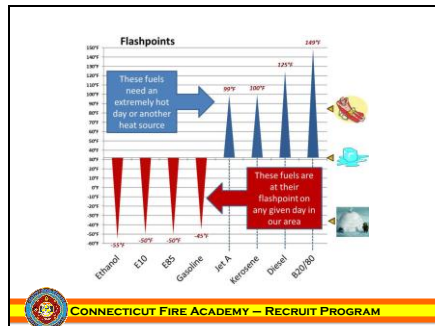 Flashpoints
150°F
140°F
130°F
120°F
110°F
100°F
90°F
80°F
70°F
60°F
50°F
40°F
30°F
20°F
10°F
0°F
-10°F
-20°F
-30°F
-40°F
-50°F
-60°F
These fuels
need an
extremely hot
day or another
heat source
99°F
100°F
125°F
149°F
These fuels are
at their
flashpoint on
any given day in
our area
-55°F
-50°F
-50°F
-45°F
Ethanol
E10
E85
Gasoline
Jet A
Kerosene
Diesel
B20/80
CONNECTICUT FIRE ACADEMY – RECRUIT PROGRAM